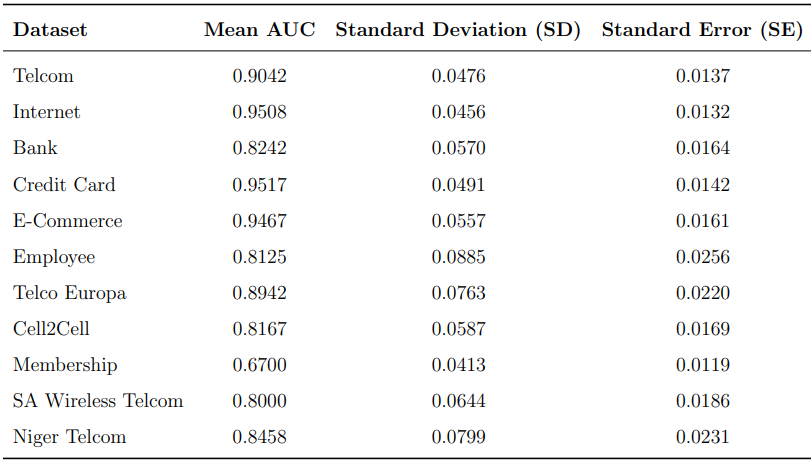 Dataset Mean AUC Standard Deviation (SD) Standard Error (SE)
Telcom 0.9042 0.0476 0.0137
Internet 0.9508 0.0456 0.0132
Bank 0.8242 0.0570 0.0164
Credit Card 0.9517 0.0491 0.0142
E-Commerce 0.9467 0.0557 0.0161
Employee 0.8125 0.0885 0.0256
Telco Europa 0.8942 0.0763 0.0220
Cell2Cell 0.8167 0.0587 0.0169
Membership 0.6700 0.0413 0.0119
SA Wireless Telcom 0.8000 0.0644 0.0186
Niger Telcom 0.8458 0.0799 0.0231